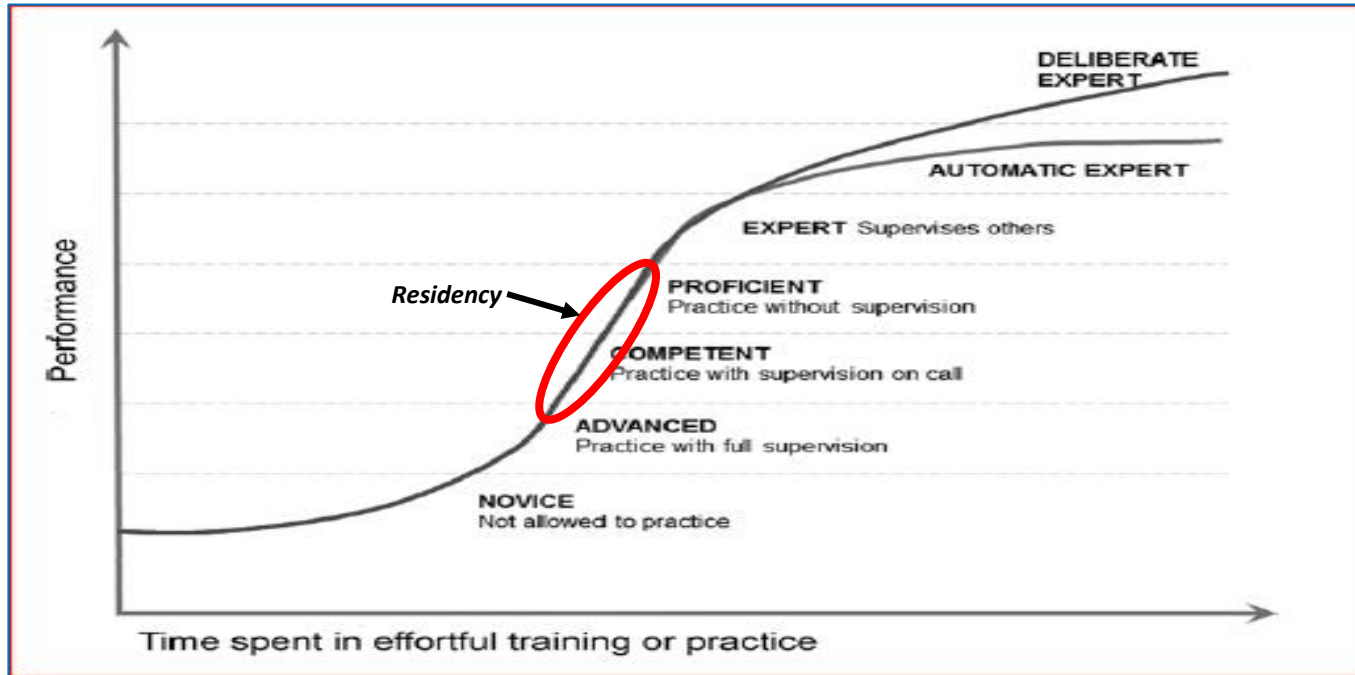 DELIBERATE
EXPERT
AUTOMATIC EXPERT
EXPERT Supervises others
Residency
PROFICIENT
Practice without supervision
COMPETENT
Practice with supervision on call
ADVANCED
Practice with full supervision
NOVICE
Not allowed to practice
Performance
Time spent in effortful training or practice